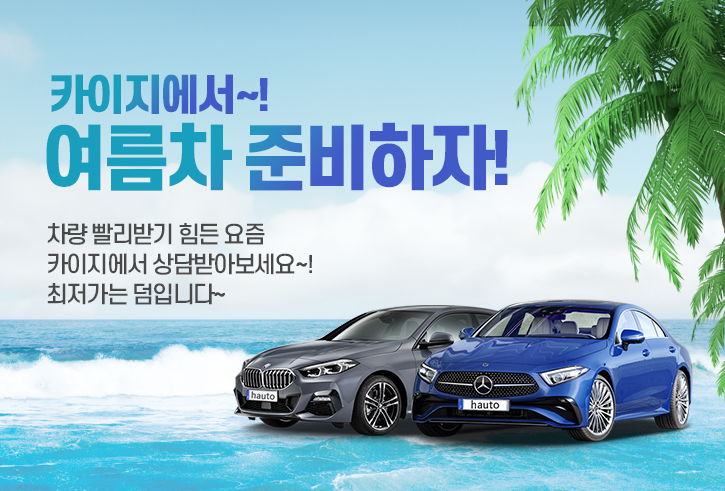 카이지에서~!
여름차 준비하자!
차량 빨리받기 힘든 요즘
카이지에서 상담받아보세요~!
최저가는 덤입니다~
hauto
hauto